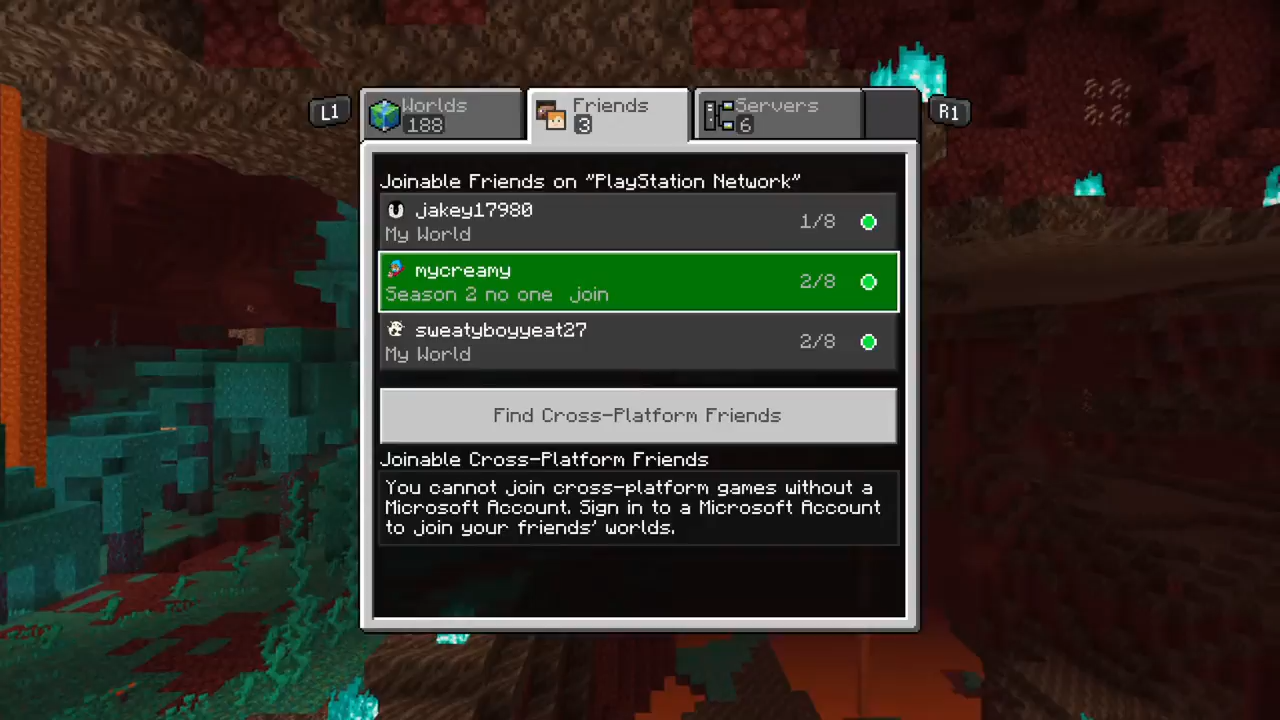 L1
Worlds
188
Friends
3
Servers
6
R1
Joinable Friends on "PlayStation Network"
jakey17980
My World
1/8
mycreamy
Season 2 no one  join
2/8
sweatyboyyeat27
My World
2/8
Find Cross-Platform Friends
Joinable Cross-Platform Friends
You cannot join cross-platform games without a
Microsoft Account. Sign in to a Microsoft Account
to join your friends' worlds.